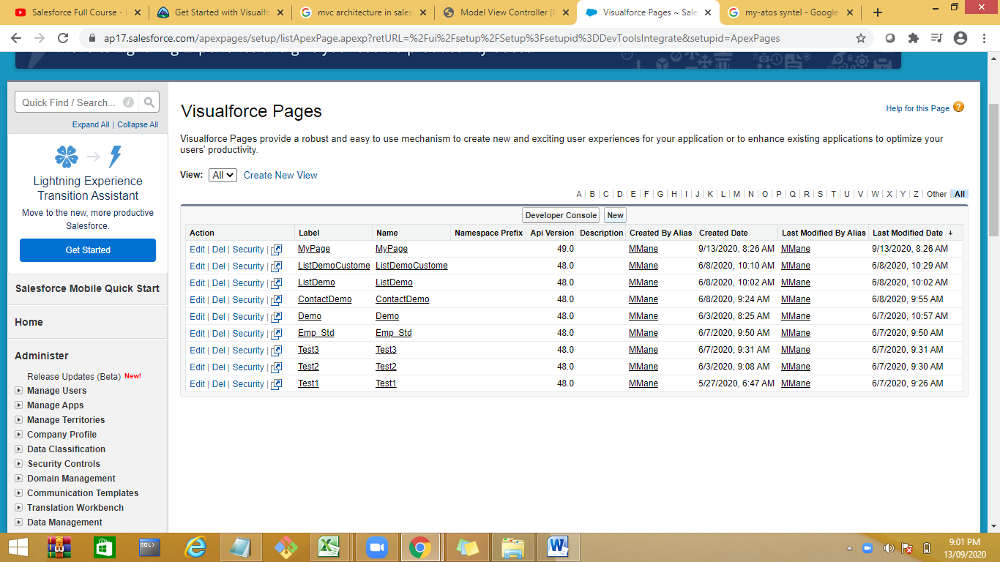 Salesforce Full Course - L
Get Started with Visualfo
mvc architecture in sales
Model View Controller (M
Visualforce Pages ~ Sale
my-atos syntel - Google
ap17.salesforce.com/apexpages/setup/listApexPage.apexp?retURL=%2Fui%2Fsetup%2FSetup%3Fsetupid%3DDevToolsIntegrate&setupid=ApexPages
Quick Find / Search...
Expand All | Collapse All
Lightning Experience
Transition Assistant
Move to the new, more productive
Salesforce.
Get Started
Salesforce Mobile Quick Start
Home
Administer
Release Updates (Beta) New!
Manage Users
Manage Apps
Manage Territories
Company Profile
Data Classification
Security Controls
Domain Management
Communication Templates
Translation Workbench
Data Management
Visualforce Pages
Help for this Page ?
Visualforce Pages provide a robust and easy to use mechanism to create new and exciting user experiences for your application or to enhance existing applications to optimize your
users' productivity.
View: All Create New View
A | B | C | D | E | F | G | H | I | J | K | L | M | N | O | P | Q | R | S | T | U | V | W | X | Y | Z | Other | All
Developer Console New
Action Label Name Namespace Prefix Api Version Description Created By Alias Created Date Last Modified By Alias Last Modified Date
Edit | Del | Security | MyPage MyPage 49.0 MMane 9/13/2020, 8:26 AM MMane 9/13/2020, 8:26 AM
Edit | Del | Security | ListDemoCustome ListDemoCustome 48.0 MMane 6/8/2020, 10:10 AM MMane 6/8/2020, 10:29 AM
Edit | Del | Security | ListDemo ListDemo 48.0 MMane 6/8/2020, 10:02 AM MMane 6/8/2020, 10:02 AM
Edit | Del | Security | ContactDemo ContactDemo 48.0 MMane 6/8/2020, 9:24 AM MMane 6/8/2020, 9:55 AM
Edit | Del | Security | Demo Demo 48.0 MMane 6/3/2020, 8:25 AM MMane 6/7/2020, 10:57 AM
Edit | Del | Security | Emp_Std Emp_Std 48.0 MMane 6/7/2020, 9:50 AM MMane 6/7/2020, 9:50 AM
Edit | Del | Security | Test3 Test3 48.0 MMane 6/7/2020, 9:31 AM MMane 6/7/2020, 9:31 AM
Edit | Del | Security | Test2 Test2 48.0 MMane 6/3/2020, 9:08 AM MMane 6/7/2020, 9:30 AM
Edit | Del | Security | Test1 Test1 48.0 MMane 5/27/2020, 6:47 AM MMane 6/7/2020, 9:26 AM
SQL>
9:01 PM
13/09/2020